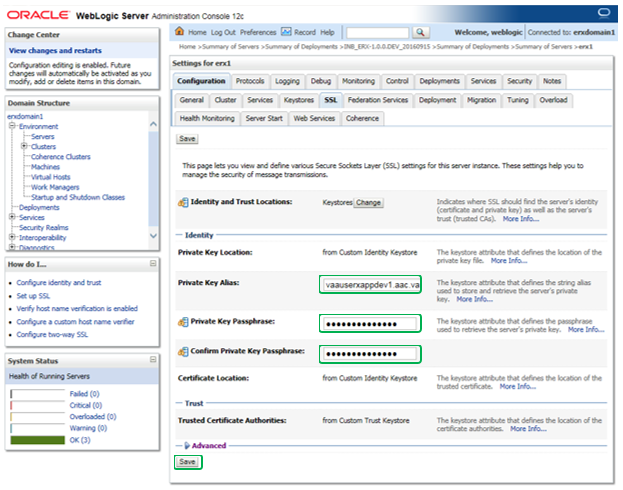 ORACLE WebLogic Server Administration Console 12c
Change Center
View changes and restarts
Configuration editing is enabled. Future
changes will automatically be activated as you
modify, add or delete items in this domain.
Domain Structure
erxdomain1
Environment
Servers
Clusters
Coherence Clusters
Machines
Virtual Hosts
Work Managers
Startup and Shutdown Classes
Deployments
Services
Security Realms
Interoperability
Diagnostics
How do I...
Configure identity and trust
Set up SSL
Verify host name verification is enabled
Configure a custom host name verifier
Configure two-way SSL
System Status
Health of Running Servers
Failed (0)
Critical (0)
Overloaded (0)
Warning (0)
OK (3)
Home Log Out Preferences Record Help
Welcome, weblogic Connected to: erxdomain1
Home >Summary of Servers >Summary of Deployments >INB_ERX-1.0.0.DEV_20160915 >Summary of Deployments >Summary of Servers >erx1
Settings for erx1
Configuration Protocols Logging Debug Monitoring Control Deployments Services Security Notes
General Cluster Services Keystores SSL Federation Services Deployment Migration Tuning Overload
Health Monitoring Server Start Web Services Coherence
Save
This page lets you view and define various Secure Sockets Layer (SSL) settings for this server instance. These settings help you to
manage the security of message transmissions.
Identity and Trust Locations: Keystores Change Indicates where SSL should find the server's identity
(certificate and private key) as well as the server's
trust (trusted CAs). More Info...
Identity
Private Key Location: from Custom Identity Keystore The keystore attribute that defines the location of the
private key file. More Info...
Private Key Alias: vaauserxappdev1.aac.va The keystore attribute that defines the string alias
used to store and retrieve the server's private
key. More Info...
Private Key Passphrase: ●●●●●●●●●●●●●● The keystore attribute that defines the passphrase
used to retrieve the server's private key. More Info...
Confirm Private Key Passphrase: ●●●●●●●●●●●●●●
Certificate Location: from Custom Identity Keystore The keystore attribute that defines the location of the
trusted certificate. More Info...
Trust
Trusted Certificate Authorities: from Custom Trust Keystore The keystore attribute that defines the location of the
certificate authorities. More Info...
Advanced
Save